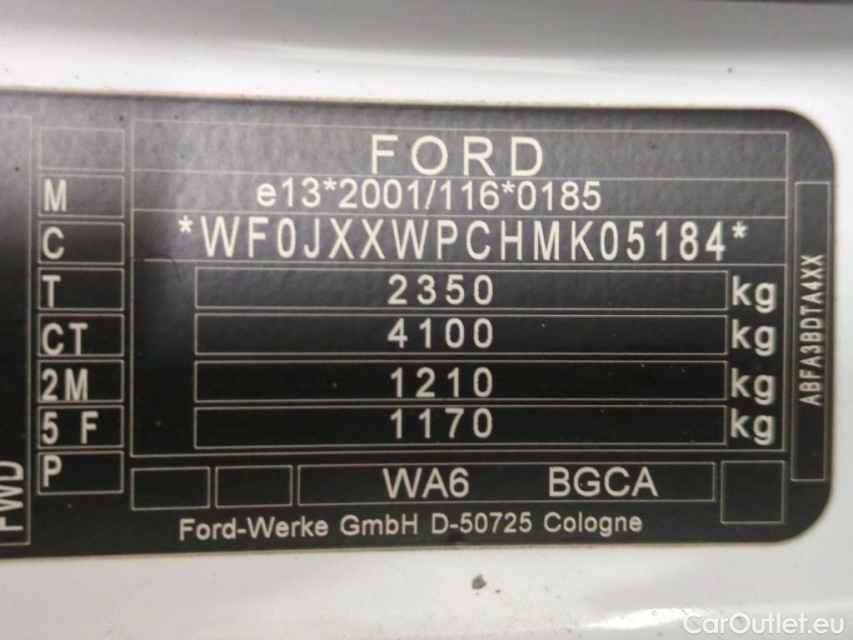 FORD
M e13*2001/116*0185
C *WF0JXXWPCHMK05184*
T 2350 kg
CT 4100 kg
2M 1210 kg
5 F 1170 kg
P WA6 BGCA
Ford-Werke GmbH D-50725 Cologne
FWD
ABFA3BDTA4XX
CarOutlet.eu